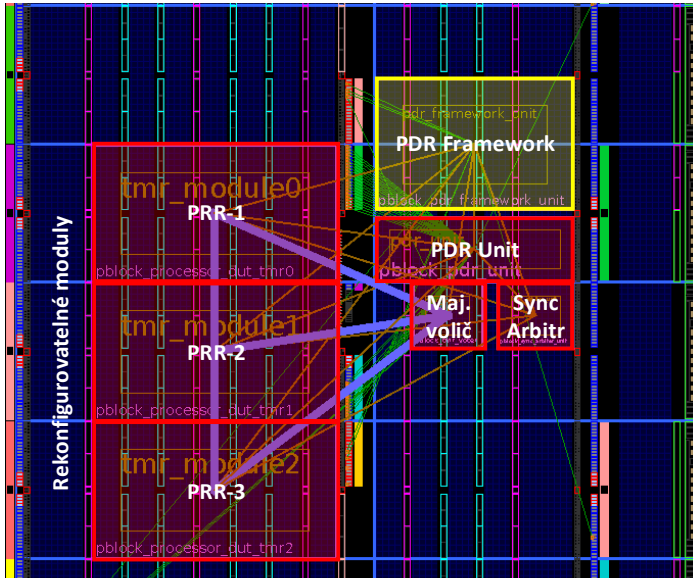 pdr_framework_unit
PDR Framework
pblock_pdr_framework_unit
Rekonfigurovatelné moduly
tmr_module0
PRR-1
pblock_processor_dut_tmr0
PDR Unit
pblock_pdr_unit
tmr_module1
PRR-2
pblock_processor_dut_tmr1
Maj.
volič
Sync
Arbitr
tmr_module2
PRR-3
pblock_processor_dut_tmr2